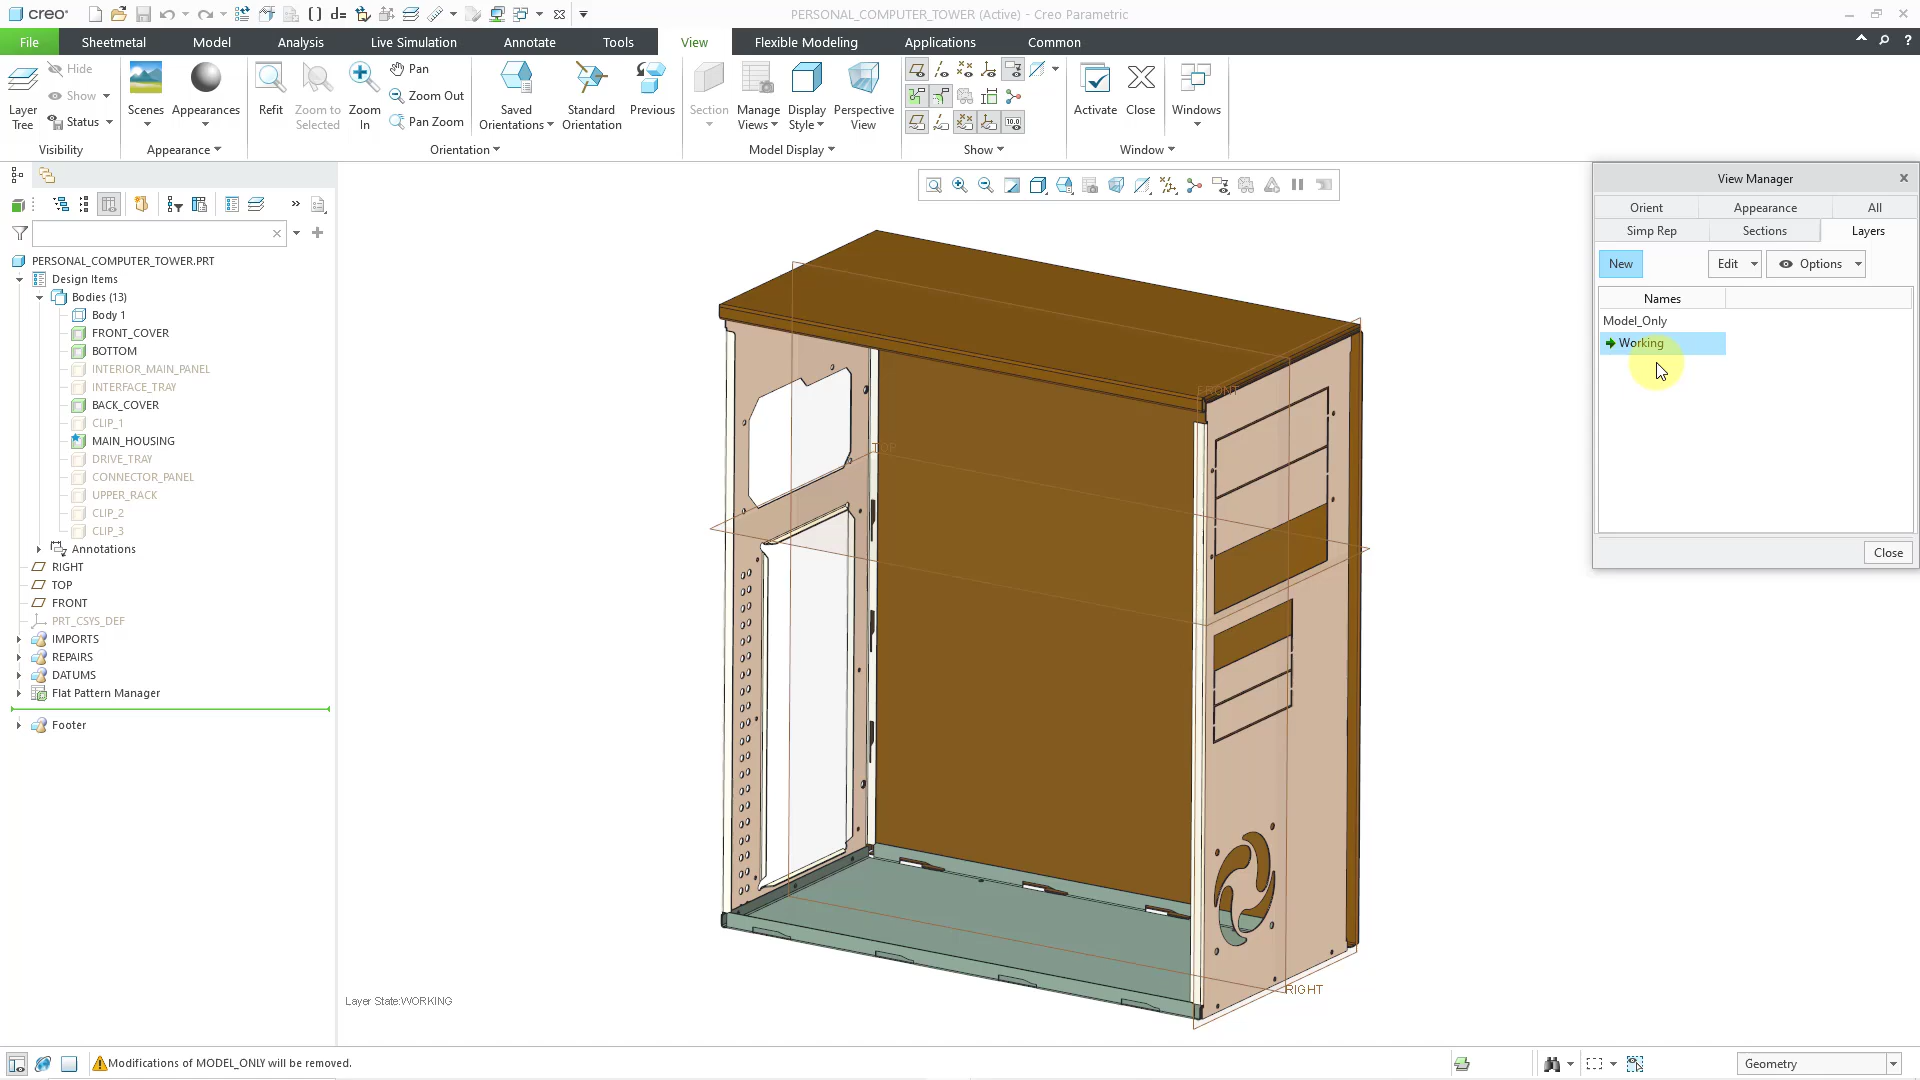 creo
PERSONAL_COMPUTER_TOWER (Active) - Creo Parametric
File Sheetmetal Model Analysis Live Simulation Annotate Tools View Flexible Modeling Applications Common
Layer Tree
Hide
Show
Status
Visibility
Scenes
Appearances
Appearance
Refit
Zoom to Selected
Zoom In
Pan
Zoom Out
Pan Zoom
Saved Orientations
Standard Orientation
Previous
Orientation
Section
Manage Views
Display Style
Perspective View
Model Display
10.0
Show
Activate
Close
Windows
Window
PERSONAL_COMPUTER_TOWER.PRT
Design Items
Bodies (13)
Body 1
FRONT_COVER
BOTTOM
INTERIOR_MAIN_PANEL
INTERFACE_TRAY
BACK_COVER
CLIP_1
MAIN_HOUSING
DRIVE_TRAY
CONNECTOR_PANEL
UPPER_RACK
CLIP_2
CLIP_3
Annotations
RIGHT
TOP
FRONT
PRT_CSYS_DEF
IMPORTS
REPAIRS
DATUMS
Flat Pattern Manager
Footer
FRONT
TOP
RIGHT
Layer State:WORKING
View Manager
Orient Appearance All
Simp Rep Sections Layers
New Edit Options
Names
Model_Only
Working
Close
Modifications of MODEL_ONLY will be removed.
Geometry